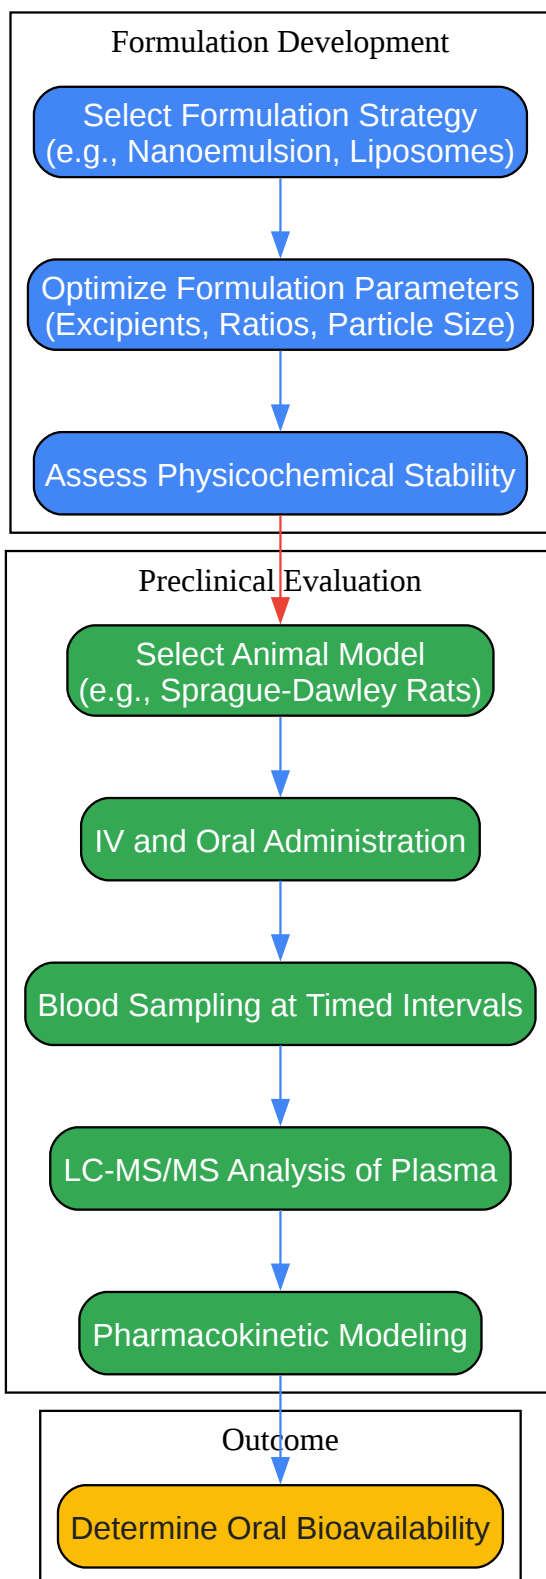 Formulation Development
Select Formulation Strategy
(e.g., Nanoemulsion, Liposomes)
Optimize Formulation Parameters
(Excipients, Ratios, Particle Size)
Assess Physicochemical Stability
Preclinical Evaluation
Select Animal Model
(e.g., Sprague-Dawley Rats)
IV and Oral Administration
Blood Sampling at Timed Intervals
LC-MS/MS Analysis of Plasma
Pharmacokinetic Modeling
Outcome
Determine Oral Bioavailability